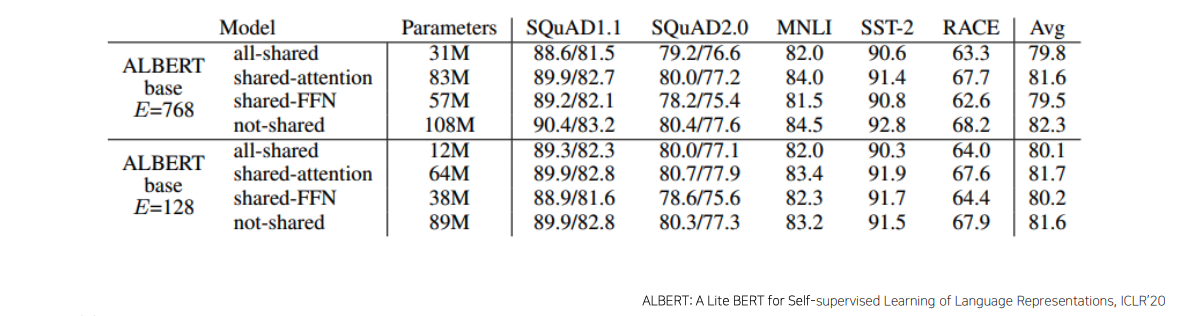 Model Parameters SQuAD1.1 SQuAD2.0 MNLI SST-2 RACE Avg
ALBERT base E=768
all-shared 31M 88.6/81.5 79.2/76.6 82.0 90.6 63.3 79.8
shared-attention 83M 89.9/82.7 80.0/77.2 84.0 91.4 67.7 81.6
shared-FFN 57M 89.2/82.1 78.2/75.4 81.5 90.8 62.6 79.5
not-shared 108M 90.4/83.2 80.4/77.6 84.5 92.8 68.2 82.3
ALBERT base E=128
all-shared 12M 89.3/82.3 80.0/77.1 82.0 90.3 64.0 80.1
shared-attention 64M 89.9/82.8 80.7/77.9 83.4 91.9 67.6 81.7
shared-FFN 38M 88.9/81.6 78.6/75.6 82.3 91.7 64.4 80.2
not-shared 89M 89.9/82.8 80.3/77.3 83.2 91.5 67.9 81.6
ALBERT: A Lite BERT for Self-supervised Learning of Language Representations, ICLR'20